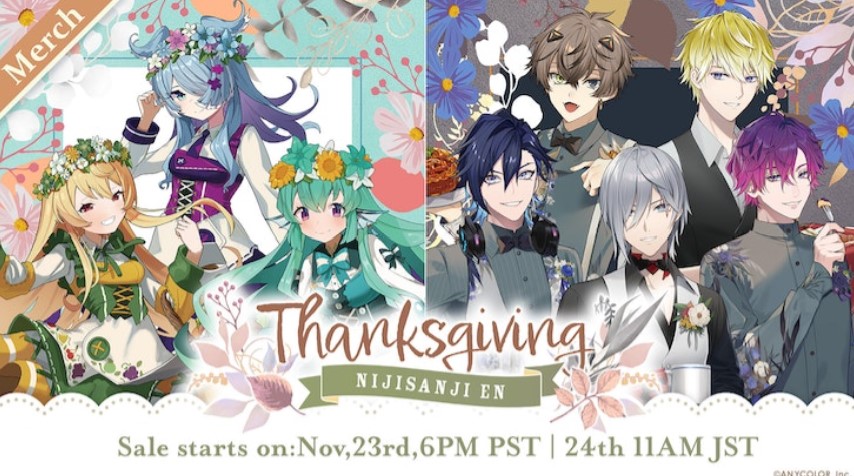 Merch
Thanksgiving
NIJISANJI EN
Sale starts on:Nov,23rd,6PM PST | 24th 11AM JST
©ANYCOLOR, Inc.